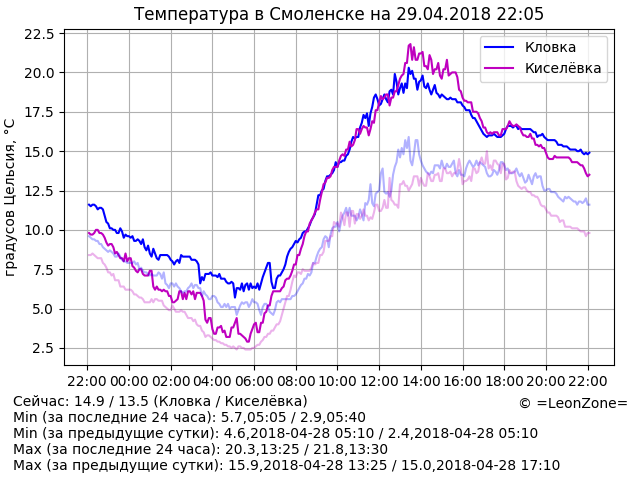 Температура в Смоленске на 29.04.2018 22:05
Кловка
Киселёвка
градусов Цельсия, °C
22.5
20.0
17.5
15.0
12.5
10.0
7.5
5.0
2.5
22:00 00:00 02:00 04:00 06:00 08:00 10:00 12:00 14:00 16:00 18:00 20:00 22:00
Сейчас: 14.9 / 13.5 (Кловка / Киселёвка)
© =LeonZone=
Min (за последние 24 часа): 5.7,05:05 / 2.9,05:40
Min (за предыдущие сутки): 4.6,2018-04-28 05:10 / 2.4,2018-04-28 05:10
Max (за последние 24 часа): 20.3,13:25 / 21.8,13:30
Max (за предыдущие сутки): 15.9,2018-04-28 13:25 / 15.0,2018-04-28 17:10